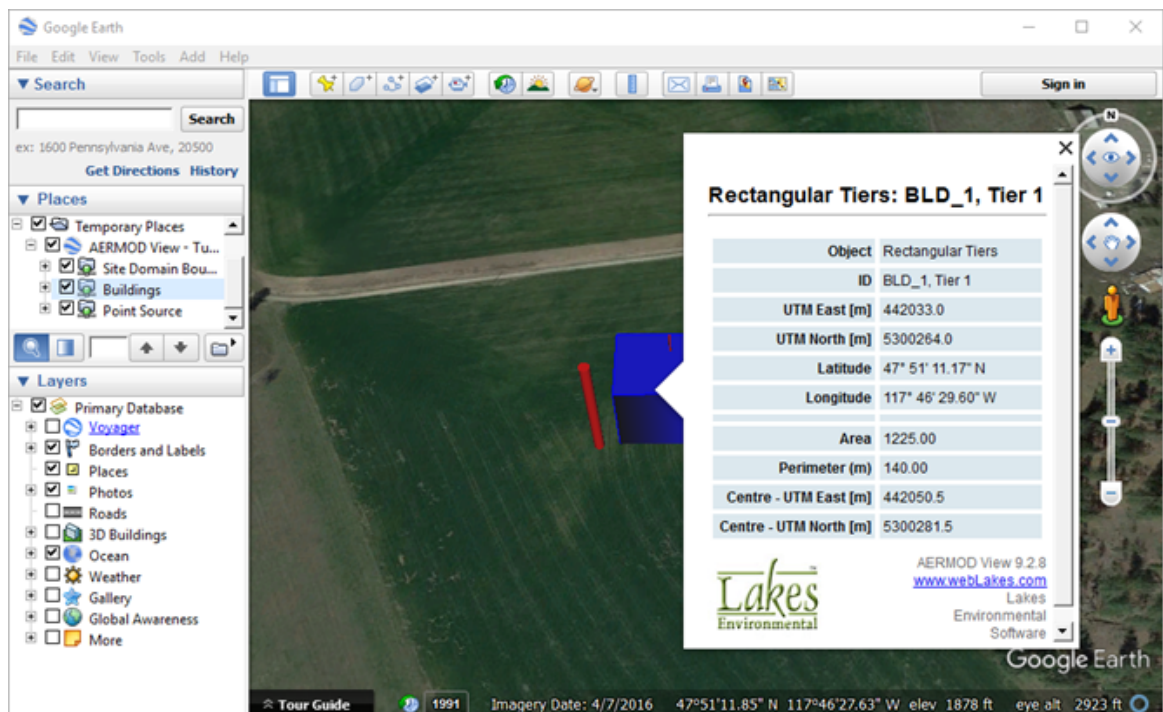 Google Earth
File Edit View Tools Add Help
Search
Search
ex: 1600 Pennsylvania Ave, 20500
Get Directions History
Places
Temporary Places
AERMOD View - Tu...
Site Domain Bou...
Buildings
Point Source
Layers
Primary Database
Voyager
Borders and Labels
Places
Photos
Roads
3D Buildings
Ocean
Weather
Gallery
Global Awareness
More
Sign in
N
Rectangular Tiers: BLD_1, Tier 1
Object Rectangular Tiers
ID BLD_1, Tier 1
UTM East [m] 442033.0
UTM North [m] 5300264.0
Latitude 47° 51' 11.17" N
Longitude 117° 46' 29.60" W
Area 1225.00
Perimeter (m) 140.00
Centre - UTM East [m] 442050.5
Centre - UTM North [m] 5300281.5
Lakes
Environmental
AERMOD View 9.2.8
www.webLakes.com
Lakes
Environmental
Software
Google Earth
Tour Guide 1991 Imagery Date: 4/7/2016 47°51'11.85" N 117°46'27.63" W elev 1878 ft eye alt 2923 ft